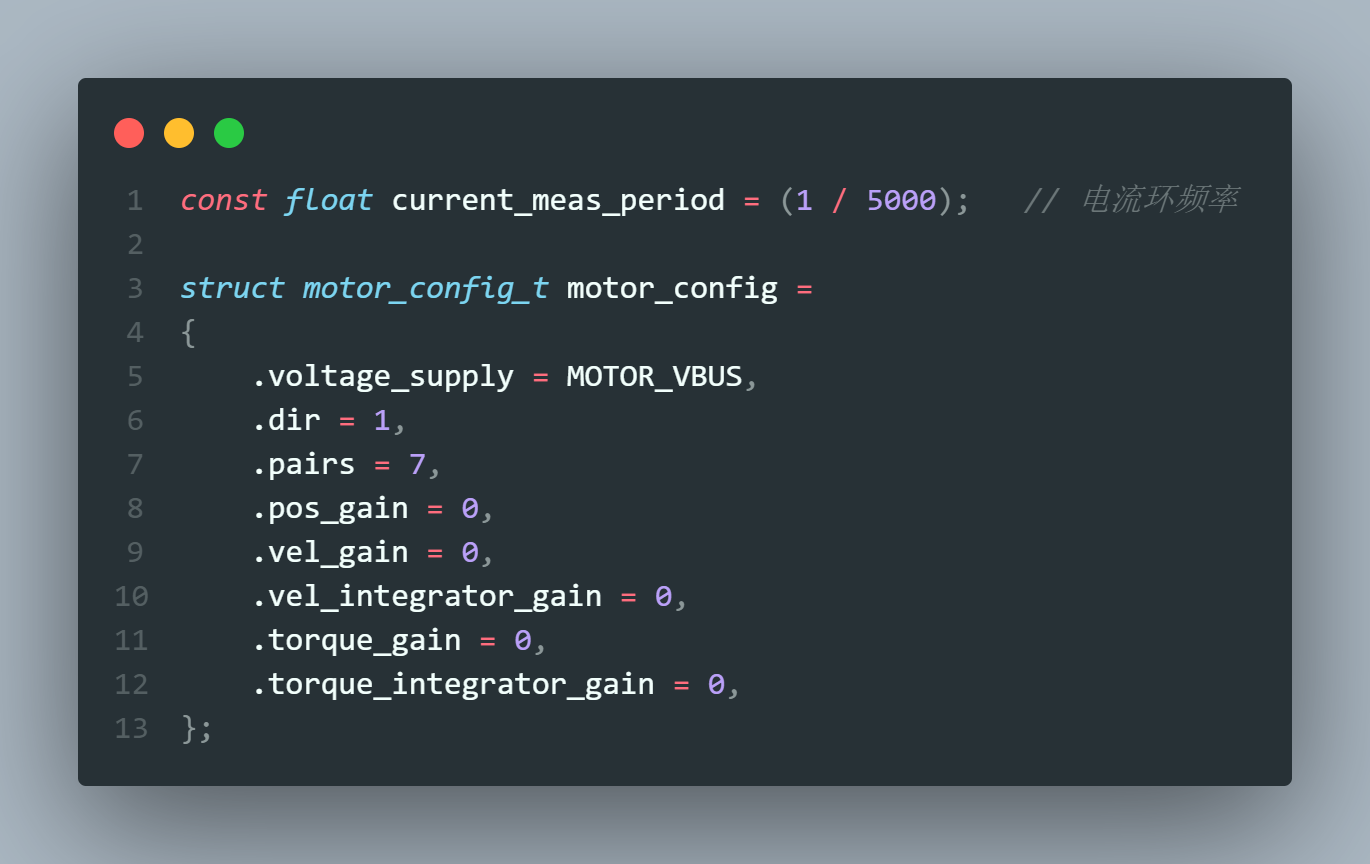 1 const float current_meas_period = (1 / 5000);   // 电流环频率
2
3 struct motor_config_t motor_config =
4 {
5     .voltage_supply = MOTOR_VBUS,
6     .dir = 1,
7     .pairs = 7,
8     .pos_gain = 0,
9     .vel_gain = 0,
10     .vel_integrator_gain = 0,
11     .torque_gain = 0,
12     .torque_integrator_gain = 0,
13 };